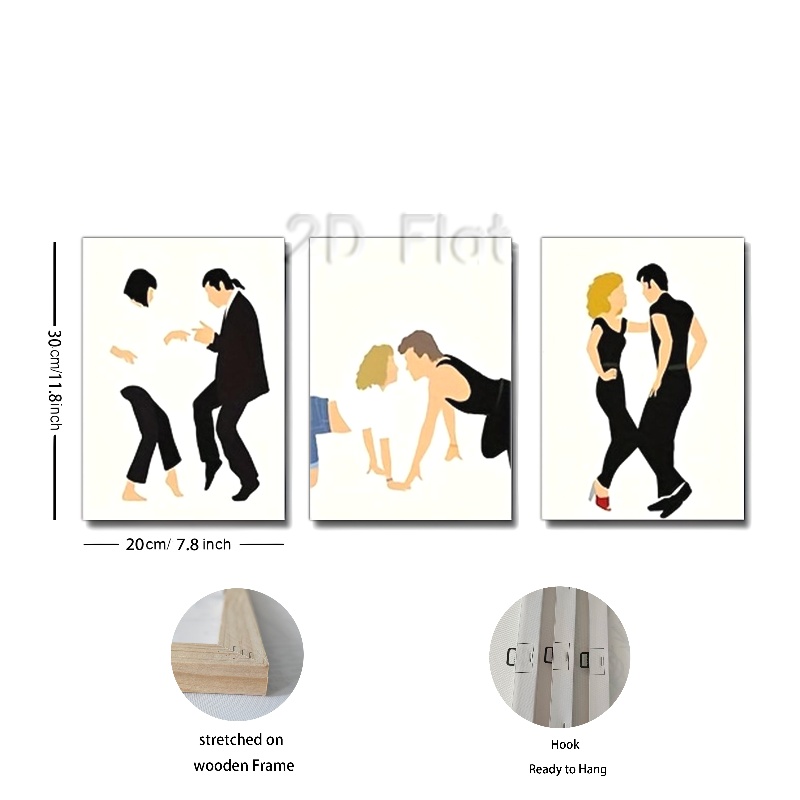 2D Flat
30cm/11.8inch
20cm/ 7.8 inch
stretched on
wooden Frame
Hook
Ready to Hang